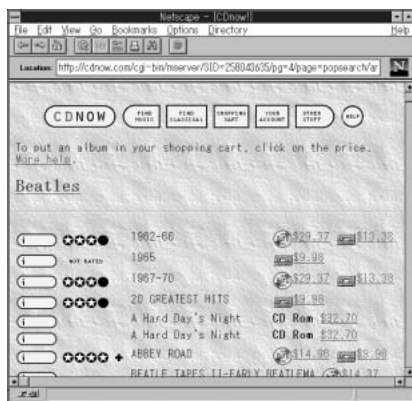 Netscape - [CDnow!]
File Edit View Go Bookmarks Options Directory Help
Location: http://cdnow.com/cgi-bin/mserver/SID=258043635/pg=4/page=popsearch/ar
N
CDNOW FIND MUSIC FIND CLASSICAL SHOPPING CART YOUR ACCOUNT OTHER STUFF HELP
To put an album in your shopping cart, click on the price.
More help.
Beatles
i 1962-66 $29.37 $13.38
i NOT RATED 1965 $9.98
i 1967-70 $29.37 $13.38
i 20 GREATEST HITS $9.98
i A Hard Day's Night CD Rom $32.70
i A Hard Day's Night CD Rom $32.70
i + ABBEY ROAD $14.98 $9.98
BEATLE TAPES II-EARLY BEATLEMA $14.37